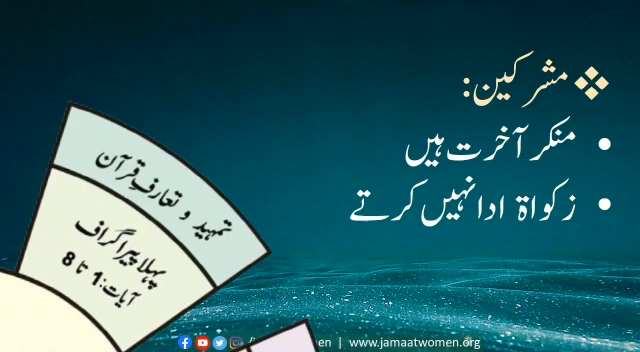 مشرکین:
• منکر آخرت ہیں
• زکواۃ ادا نہیں کرتے
تمہید و تعارف قرآن
پہلا پیراگراف
آیات:1 تا 8
en | www.jamaatwomen.org